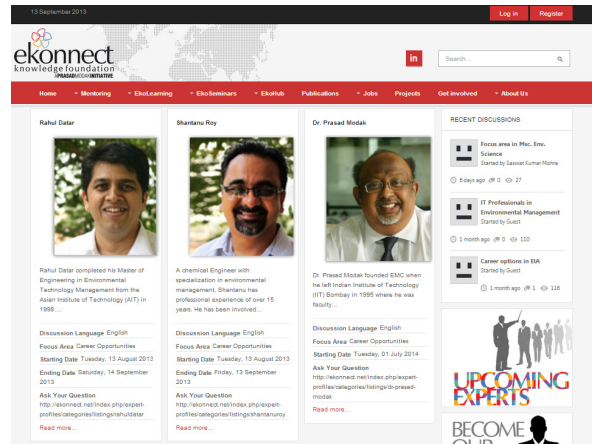 13 September 2013
Log in
Register
ekonnect
knowledge foundation
A PRASAD MODAK INITIATIVE
in
Search...
Home
Mentoring
EkoLearning
EkoSeminars
EkoHub
Publications
Jobs
Projects
Get involved
About Us
Rahul Datar
Rahul Datar completed his Master of
Engineering in Environmental
Technology Management from the
Asian Institute of Technology (AIT) in
1998....
Discussion Language English
Focus Area Career Opportunities
Starting Date Tuesday, 13 August 2013
Ending Date Saturday, 14 September
2013
Ask Your Question
http://ekonnect.net/index.php/expert-
profiles/categories/listings/rahuldatar
Read more...
Shantanu Roy
A chemical Engineer with
specialization in environmental
management, Shantanu has
professional experience of over 15
years. He has been involved...
Discussion Language English
Focus Area Career Opportunities
Starting Date Tuesday, 13 August 2013
Ending Date Friday, 13 September
2013
Ask Your Question
http://ekonnect.net/index.php/expert-
profiles/categories/listings/shantanuroy
Read more...
Dr. Prasad Modak
Dr. Prasad Modak founded EMC when
he left Indian Institute of Technology
(IIT) Bombay in 1995 where he was
faculty...
Discussion Language English
Focus Area Career Opportunities
Starting Date Tuesday, 01 July 2014
Ask Your Question
http://ekonnect.net/index.php/expert-
profiles/categories/listings/dr-prasad-
modak
Read more...
RECENT DISCUSSIONS
Focus area in Msc. Env.
Science
Started by Saswat Kumar Mishra
6 days ago 0 27
IT Professionals in
Environmental Management
Started by Guest
1 month ago 0 110
Career options in EIA
Started by Guest
1 month ago 1 116
UPCOMING
EXPERTS
BECOME
OUR